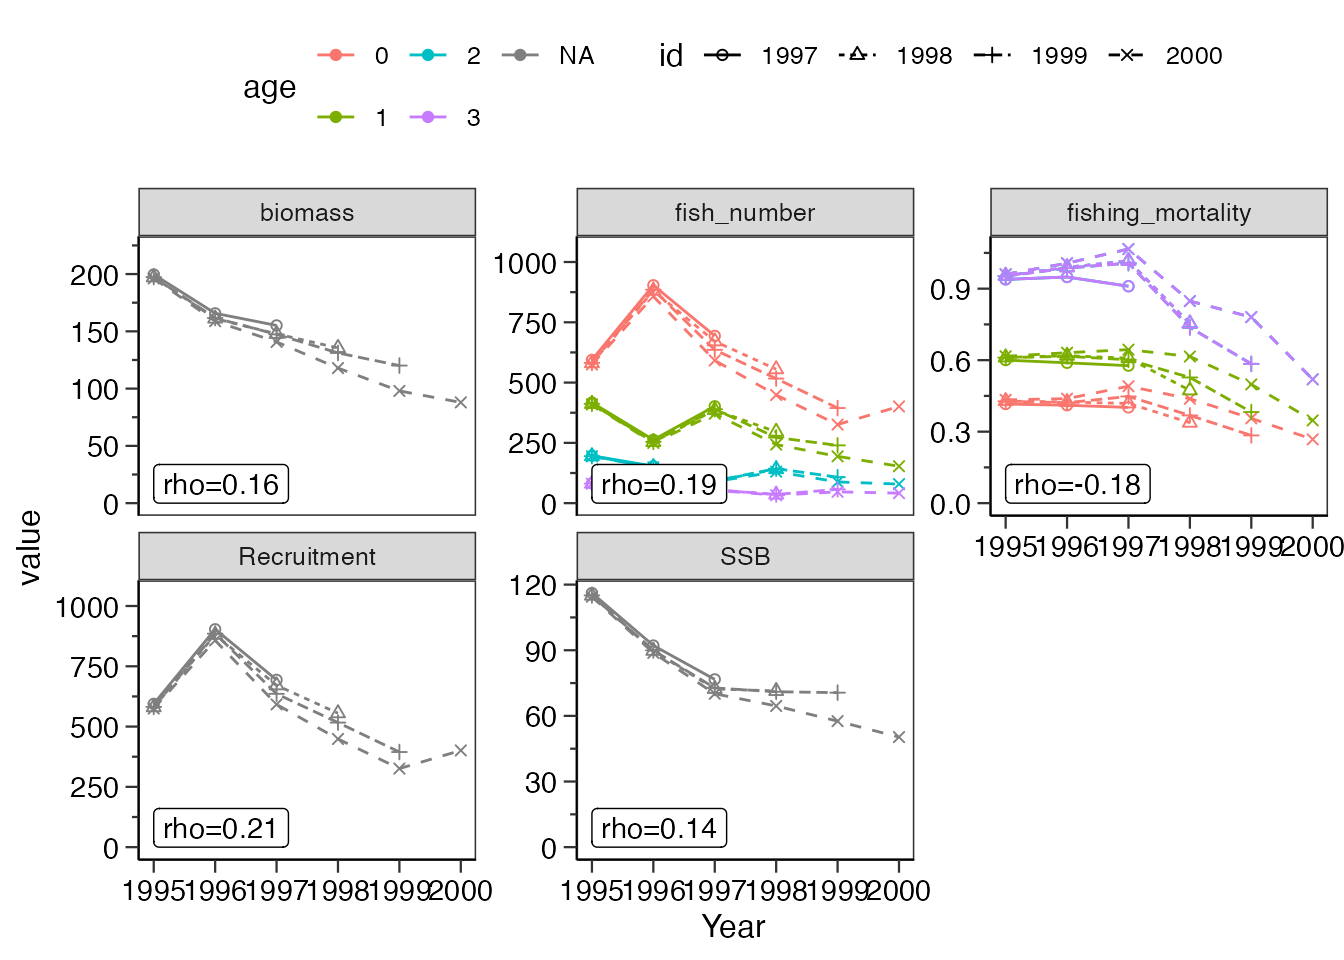 age
0
2
NA
1
3
id
1997
1998
1999
2000
biomass
fish_number
fishing_mortality
200
150
100
50
0
rho=0.16
1000
750
500
250
0
rho=0.19
0.9
0.6
0.3
0.0
rho=-0.18
1995 1996 1997 1998 1999 2000
value
Recruitment
SSB
1000
750
500
250
0
rho=0.21
120
90
60
30
0
rho=0.14
1995 1996 1997 1998 1999 2000
1995 1996 1997 1998 1999 2000
Year